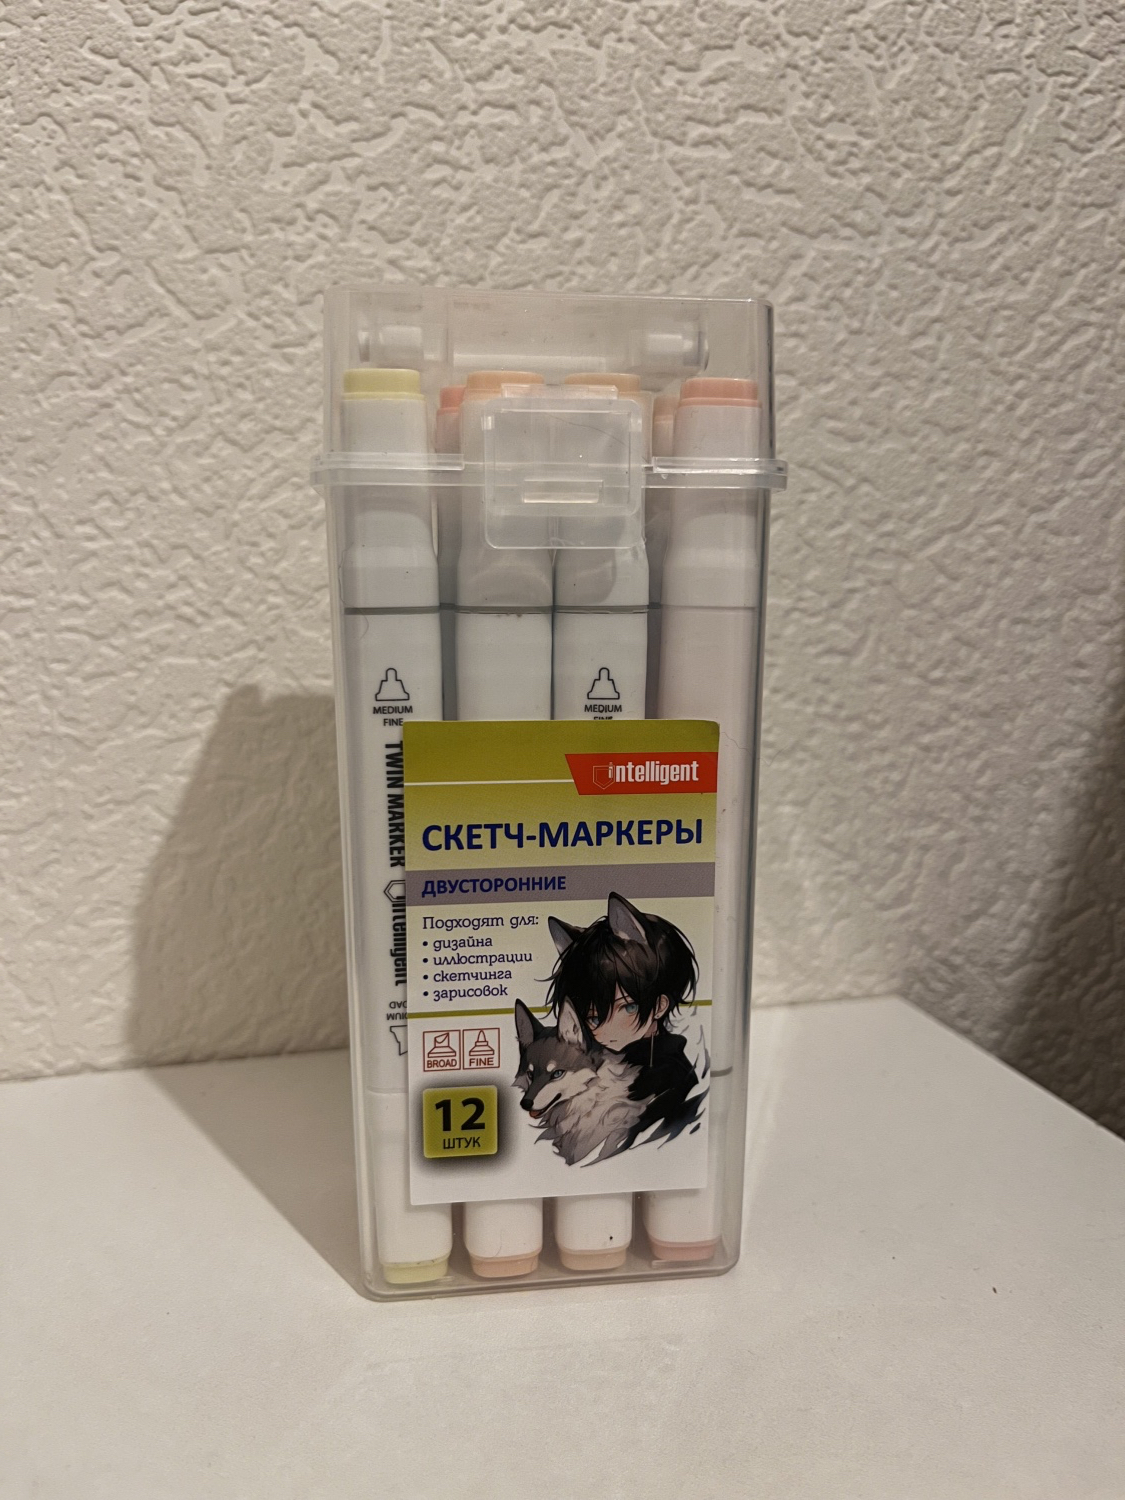 MEDIUM
FINE
MEDIUM
FINE
TWIN MARKER
intelligent
intelligent
СКЕТЧ-МАРКЕРЫ
ДВУСТОРОННИЕ
Подходят для:
• дизайна
• иллюстрации
• скетчинга
• зарисовок
BROAD
FINE
12
ШТУК